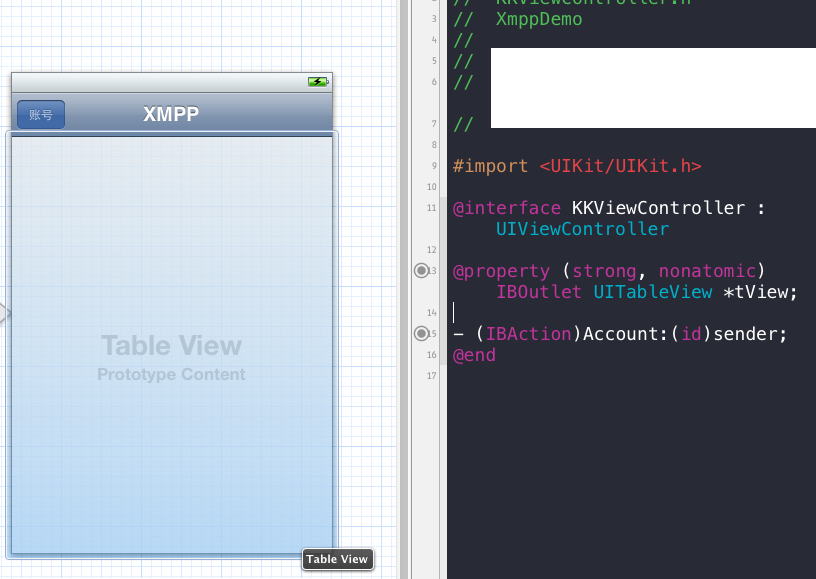 账号
XMPP
Table View
Prototype Content
Table View
// KKViewController.h
3 // XmppDemo
4 //
5 //
6 //
7 //
8
9 #import <UIKit/UIKit.h>
10
11 @interface KKViewController :
UIViewController
12
13 @property (strong, nonatomic)
IBOutlet UITableView *tView;
14
15 - (IBAction)Account:(id)sender;
16 @end
17